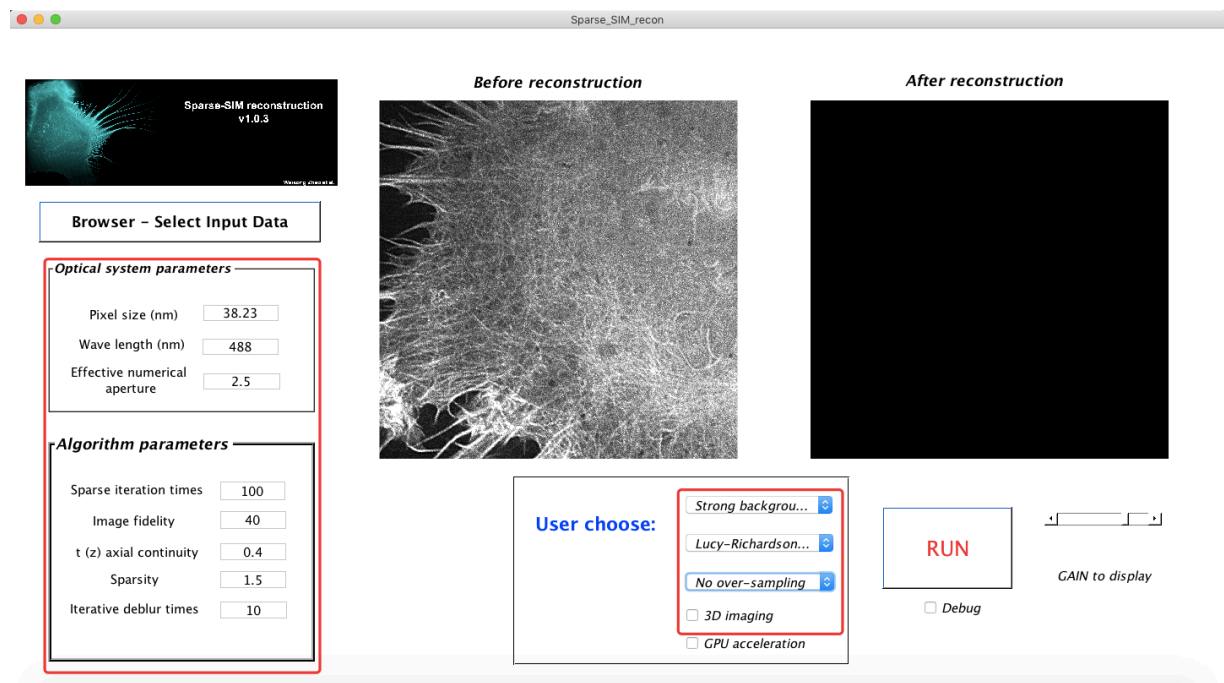 Sparse_SIM_recon
Sparse-SIM reconstruction
v1.0.3
Before reconstruction
After reconstruction
Browser - Select Input Data
Optical system parameters
Pixel size (nm) 38.23
Wave length (nm) 488
Effective numerical
aperture 2.5
Algorithm parameters
Sparse iteration times 100
Image fidelity 40
t (z) axial continuity 0.4
Sparsity 1.5
Iterative deblur times 10
User choose:
Strong backgrou...
Lucy-Richardson...
No over-sampling
3D imaging
GPU acceleration
RUN
Debug
GAIN to display